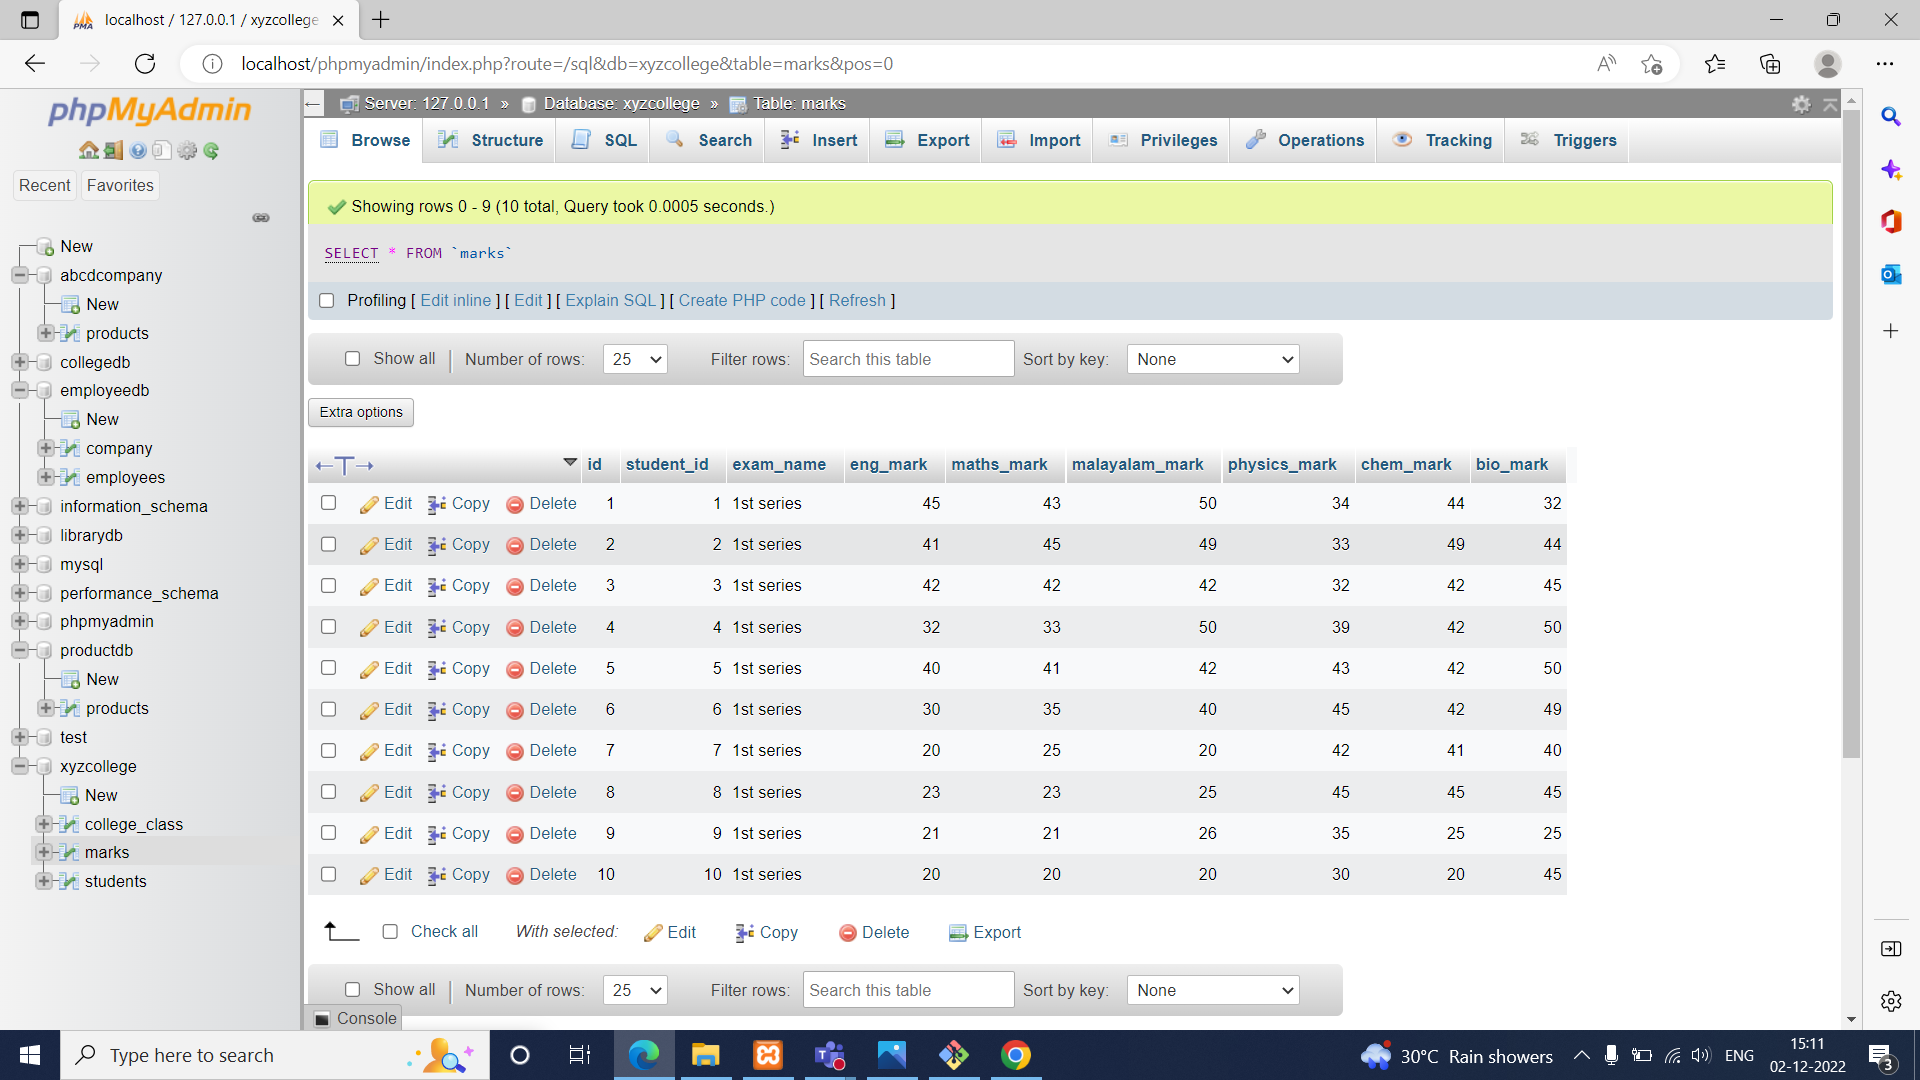 localhost / 127.0.0.1 / xyzcollege
localhost/phpmyadmin/index.php?route=/sql&db=xyzcollege&table=marks&pos=0
phpMyAdmin
Recent Favorites
New
abcdcompany
New
products
collegedb
employeedb
New
company
employees
information_schema
librarydb
mysql
performance_schema
phpmyadmin
productdb
New
products
test
xyzcollege
New
college_class
marks
students
Server: 127.0.0.1 » Database: xyzcollege » Table: marks
Browse Structure SQL Search Insert Export Import Privileges Operations Tracking Triggers
Showing rows 0 - 9 (10 total, Query took 0.0005 seconds.)
SELECT * FROM `marks`
Profiling [ Edit inline ] [ Edit ] [ Explain SQL ] [ Create PHP code ] [ Refresh ]
Show all Number of rows: 25 Filter rows: Search this table Sort by key: None
Extra options
id student_id exam_name eng_mark maths_mark malayalam_mark physics_mark chem_mark bio_mark
Edit Copy Delete 1 1 1st series 45 43 50 34 44 32
Edit Copy Delete 2 2 1st series 41 45 49 33 49 44
Edit Copy Delete 3 3 1st series 42 42 42 32 42 45
Edit Copy Delete 4 4 1st series 32 33 50 39 42 50
Edit Copy Delete 5 5 1st series 40 41 42 43 42 50
Edit Copy Delete 6 6 1st series 30 35 40 45 42 49
Edit Copy Delete 7 7 1st series 20 25 20 42 41 40
Edit Copy Delete 8 8 1st series 23 23 25 45 45 45
Edit Copy Delete 9 9 1st series 21 21 26 35 25 25
Edit Copy Delete 10 10 1st series 20 20 20 30 20 45
Check all With selected: Edit Copy Delete Export
Show all Number of rows: 25 Filter rows: Search this table Sort by key: None
Console
Type here to search
30°C Rain showers
ENG
15:11
02-12-2022
3